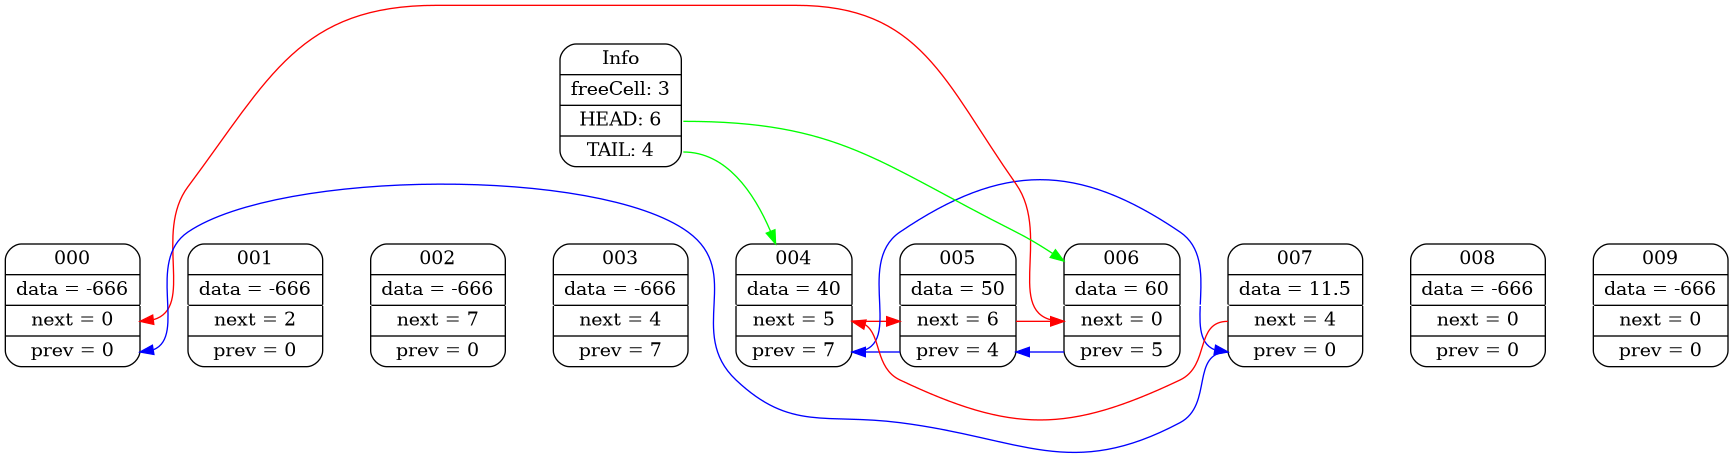 Info
freeCell: 3
HEAD: 6
TAIL: 4
000
data = -666
next = 0
prev = 0
001
data = -666
next = 2
prev = 0
002
data = -666
next = 7
prev = 0
003
data = -666
next = 4
prev = 7
004
data = 40
next = 5
prev = 7
005
data = 50
next = 6
prev = 4
006
data = 60
next = 0
prev = 5
007
data = 11.5
next = 4
prev = 0
008
data = -666
next = 0
prev = 0
009
data = -666
next = 0
prev = 0